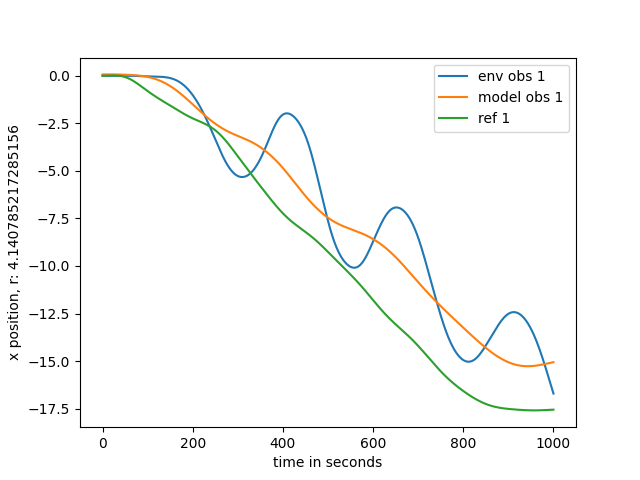 env obs 1
model obs 1
ref 1
0.0
−2.5
−5.0
−7.5
−10.0
−12.5
−15.0
−17.5
x position, r: 4.140785217285156
0
200
400
600
800
1000
time in seconds